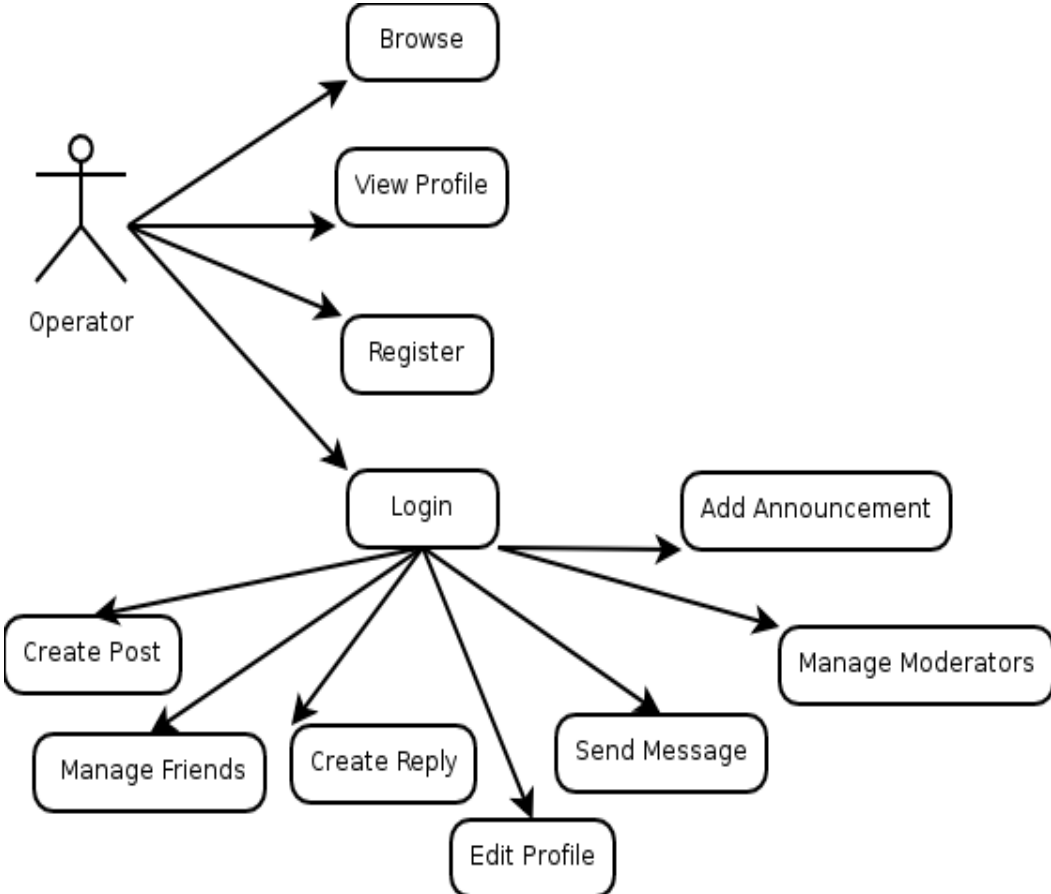 Browse
View Profile
Operator
Register
Login
Add Announcement
Create Post
Manage Moderators
Manage Friends
Create Reply
Send Message
Edit Profile